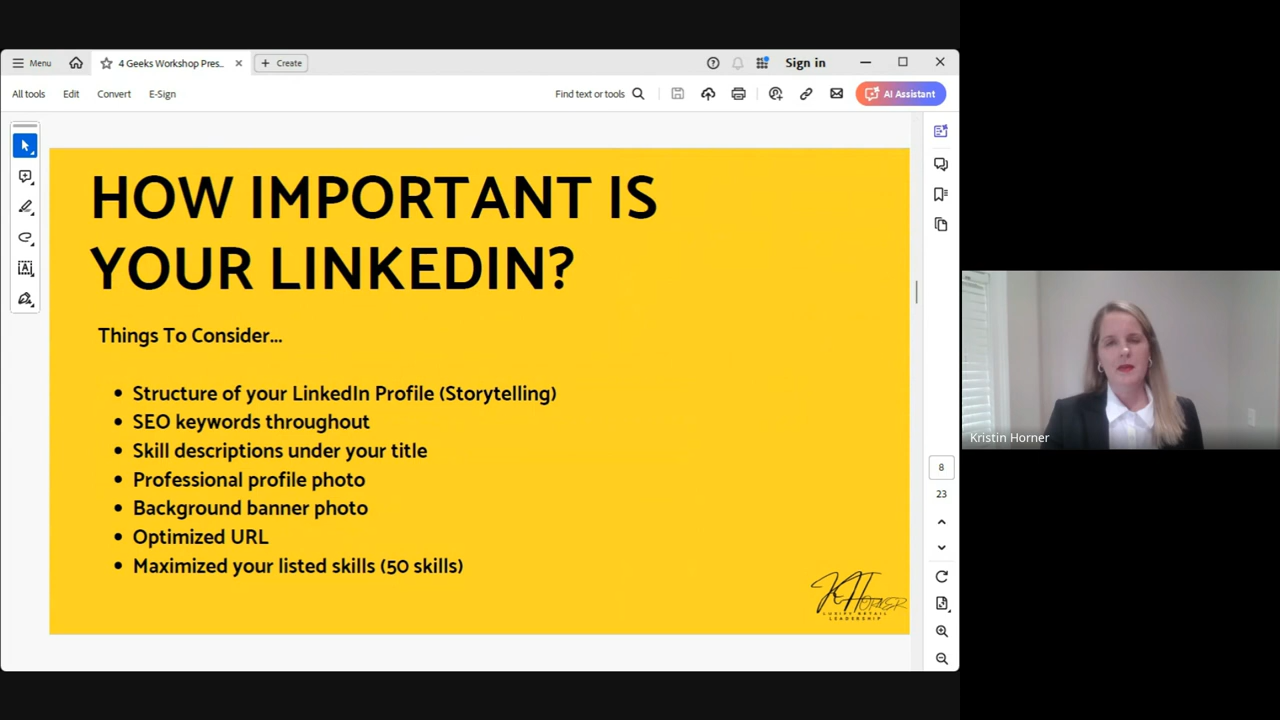 Menu
4 Geeks Workshop Pres..
Create
Sign in
All tools
Edit
Convert
E-Sign
Find text or tools
AI Assistant
HOW IMPORTANT IS
YOUR LINKEDIN?
Things To Consider...
• Structure of your LinkedIn Profile (Storytelling)
• SEO keywords throughout
• Skill descriptions under your title
• Professional profile photo
• Background banner photo
• Optimized URL
• Maximized your listed skills (50 skills)
LEADERSHIP
Kristin Horner
8
23